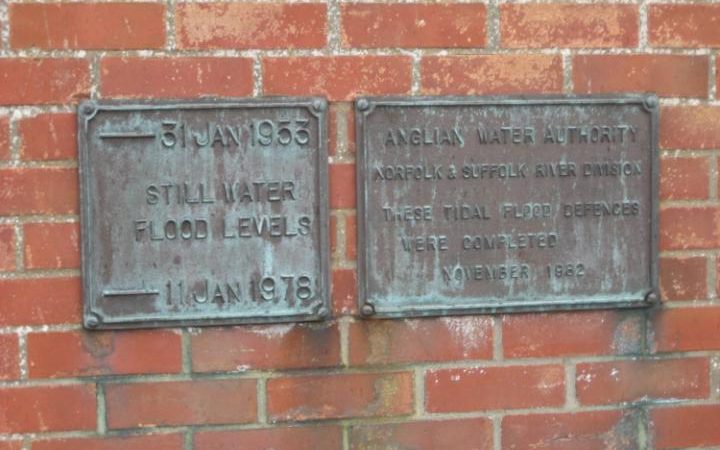 31 JAN 1953
STILL WATER
FLOOD LEVELS
11 JAN 1978
ANGLIAN WATER AUTHORITY
NORFOLK & SUFFOLK RIVER DIVISION
THESE TIDAL FLOOD DEFENCES
WERE COMPLETED
NOVEMBER 1982